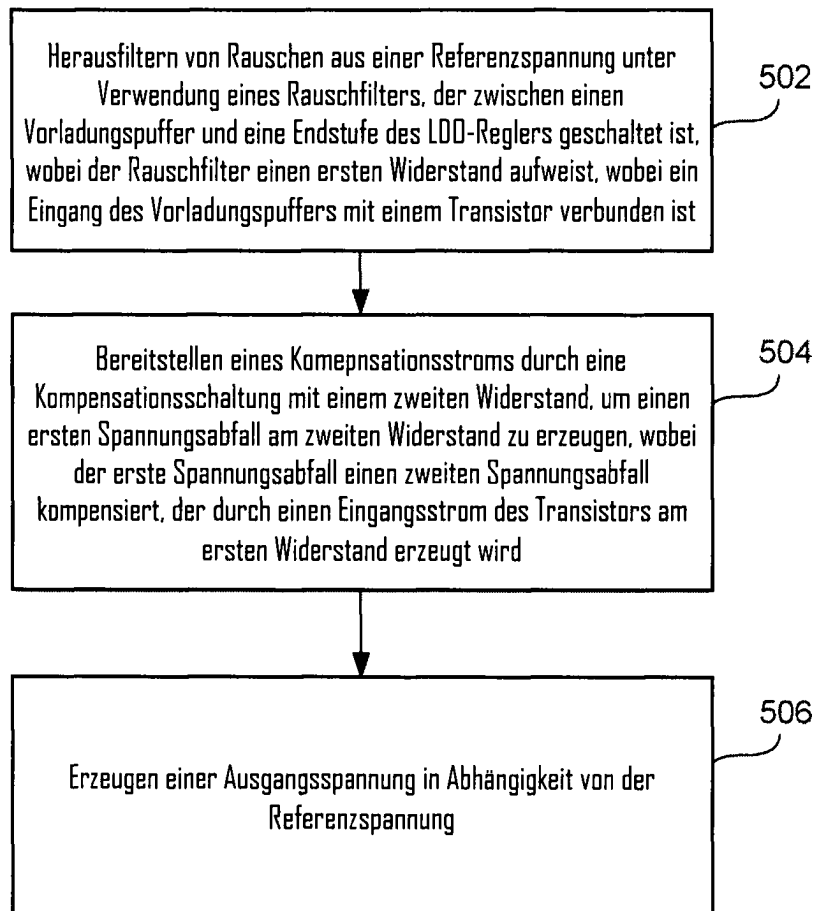 Herausfiltern von Rauschen aus einer Referenzspannung unter
Verwendung eines Rauschfilters, der zwischen einen
Vorladungspuffer und eine Endstufe des LDO-Reglers geschaltet ist,
wobei der Rauschfilter einen ersten Widerstand aufweist, wobei ein
Eingang des Vorladungspuffers mit einem Transistor verbunden ist
502
Bereitstellen eines Komepnsationsstroms durch eine
Kompensationsschaltung mit einem zweiten Widerstand, um einen
ersten Spannungsabfall am zweiten Widerstand zu erzeugen, wobei
der erste Spannungsabfall einen zweiten Spannungsabfall
kompensiert, der durch einen Eingangsstrom des Transistors am
ersten Widerstand erzeugt wird
504
Erzeugen einer Ausgangsspannung in Abhängigkeit von der
Referenzspannung
506